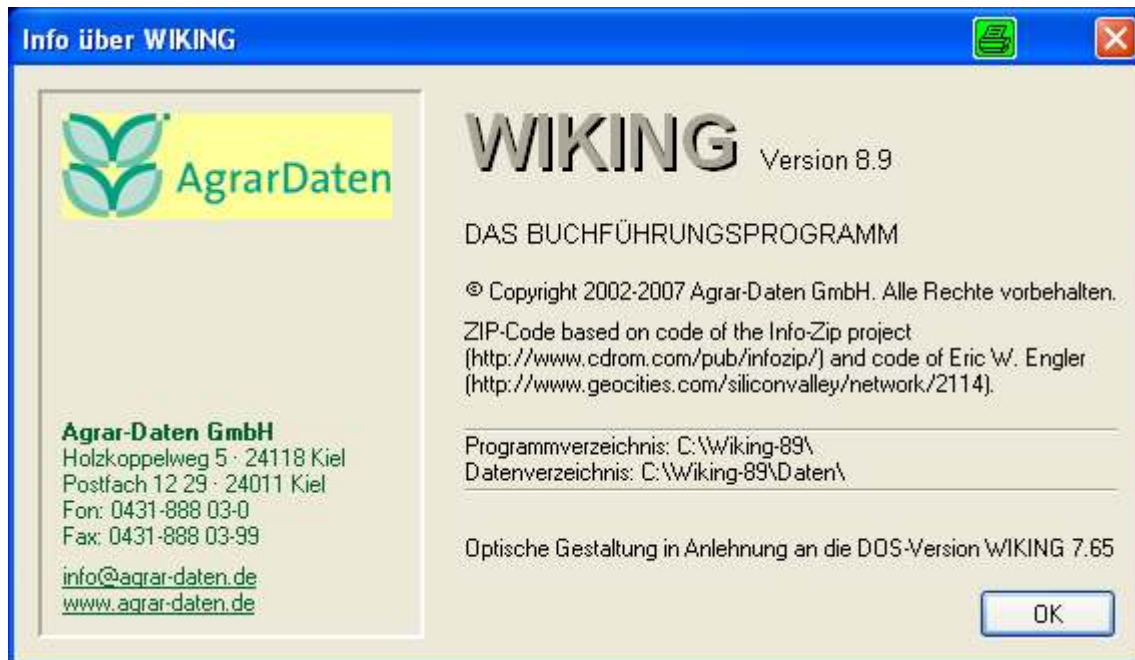 Info über WIKING
AgrarDaten
Agrar-Daten GmbH
Holzkoppelweg 5 · 24118 Kiel
Postfach 12 29 · 24011 Kiel
Fon: 0431-888 03-0
Fax: 0431-888 03-99
info@agrar-daten.de
www.agrar-daten.de
WIKING Version 8.9
DAS BUCHFÜHRUNGSPROGRAMM
© Copyright 2002-2007 Agrar-Daten GmbH. Alle Rechte vorbehalten.
ZIP-Code based on code of the Info-Zip project
(http://www.cdrom.com/pub/infozip/) and code of Eric W. Engler
(http://www.geocities.com/siliconvalley/network/2114).
Programmverzeichnis: C:\Wiking-89\
Datenverzeichnis: C:\Wiking-89\Daten\
Optische Gestaltung in Anlehnung an die DOS-Version WIKING 7.65
OK